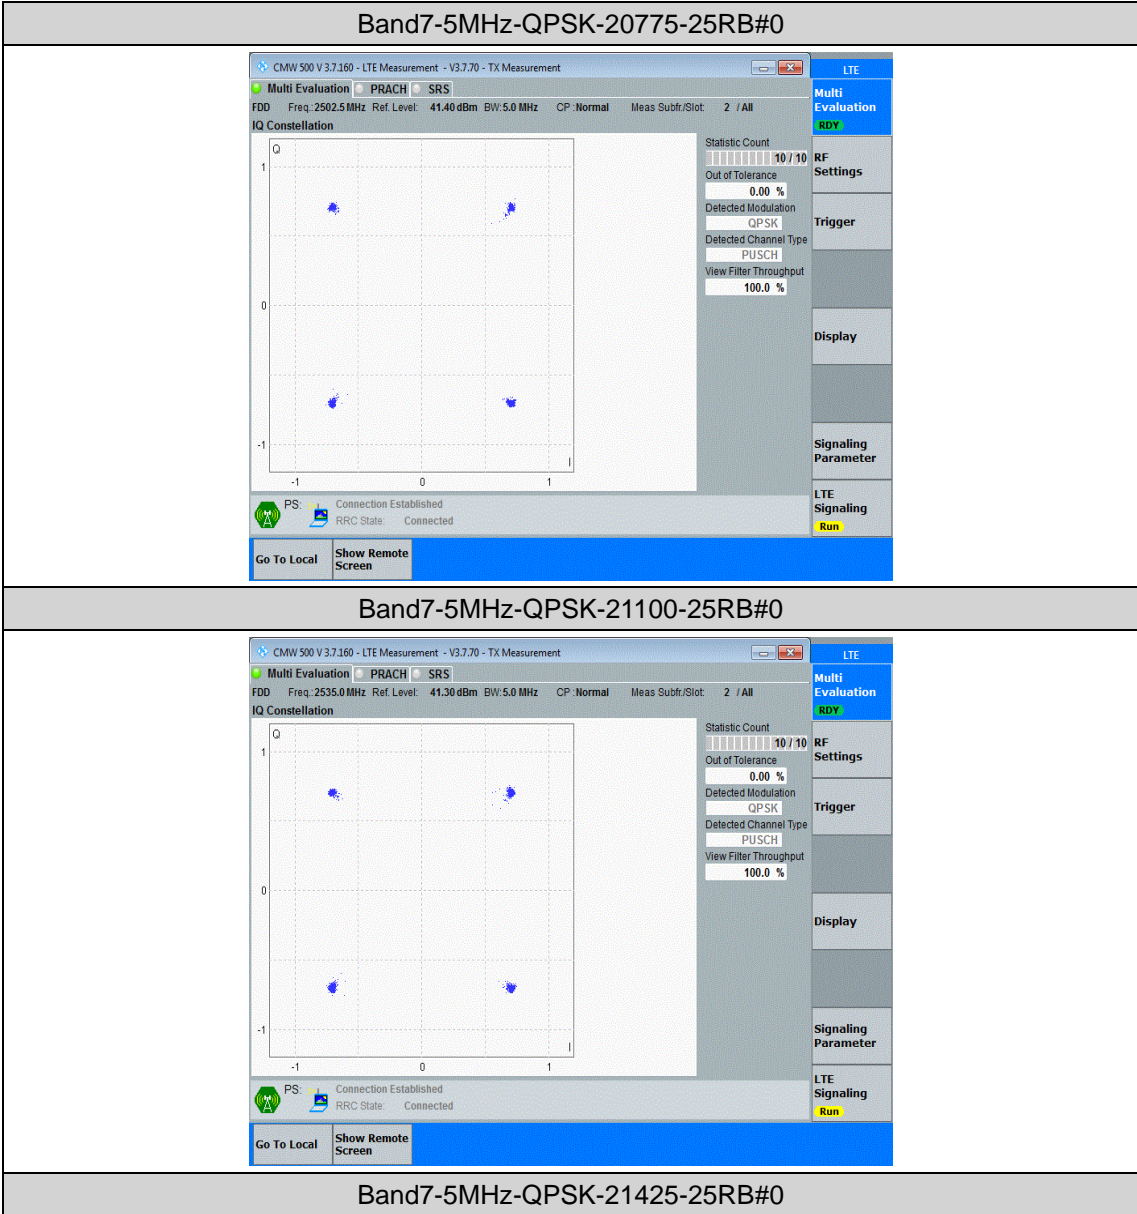 Band7-5MHz-QPSK-20775-25RB#0
CMW 500 V 3.7.160 - LTE Measurement - V3.7.70 - TX Measurement
LTE
Multi Evaluation PRACH SRS
Multi
Evaluation
RDY
FDD Freq.:2502.5 MHz Ref. Level: 41.40 dBm BW:5.0 MHz CP :Normal Meas Subfr./Slot: 2 / All
IQ Constellation
Q
1
0
-1
-1 0 1
I
Statistic Count
10 / 10
Out of Tolerance
0.00 %
Detected Modulation
QPSK
Detected Channel Type
PUSCH
View Filter Throughput
100.0 %
RF
Settings
Trigger
Display
Signaling
Parameter
LTE
Signaling
Run
PS: Connection Established
RRC State: Connected
Go To Local
Show Remote
Screen
Band7-5MHz-QPSK-21100-25RB#0
CMW 500 V 3.7.160 - LTE Measurement - V3.7.70 - TX Measurement
LTE
Multi Evaluation PRACH SRS
Multi
Evaluation
RDY
FDD Freq.:2535.0 MHz Ref. Level: 41.30 dBm BW:5.0 MHz CP :Normal Meas Subfr./Slot: 2 / All
IQ Constellation
Q
1
0
-1
-1 0 1
I
Statistic Count
10 / 10
Out of Tolerance
0.00 %
Detected Modulation
QPSK
Detected Channel Type
PUSCH
View Filter Throughput
100.0 %
RF
Settings
Trigger
Display
Signaling
Parameter
LTE
Signaling
Run
PS: Connection Established
RRC State: Connected
Go To Local
Show Remote
Screen
Band7-5MHz-QPSK-21425-25RB#0